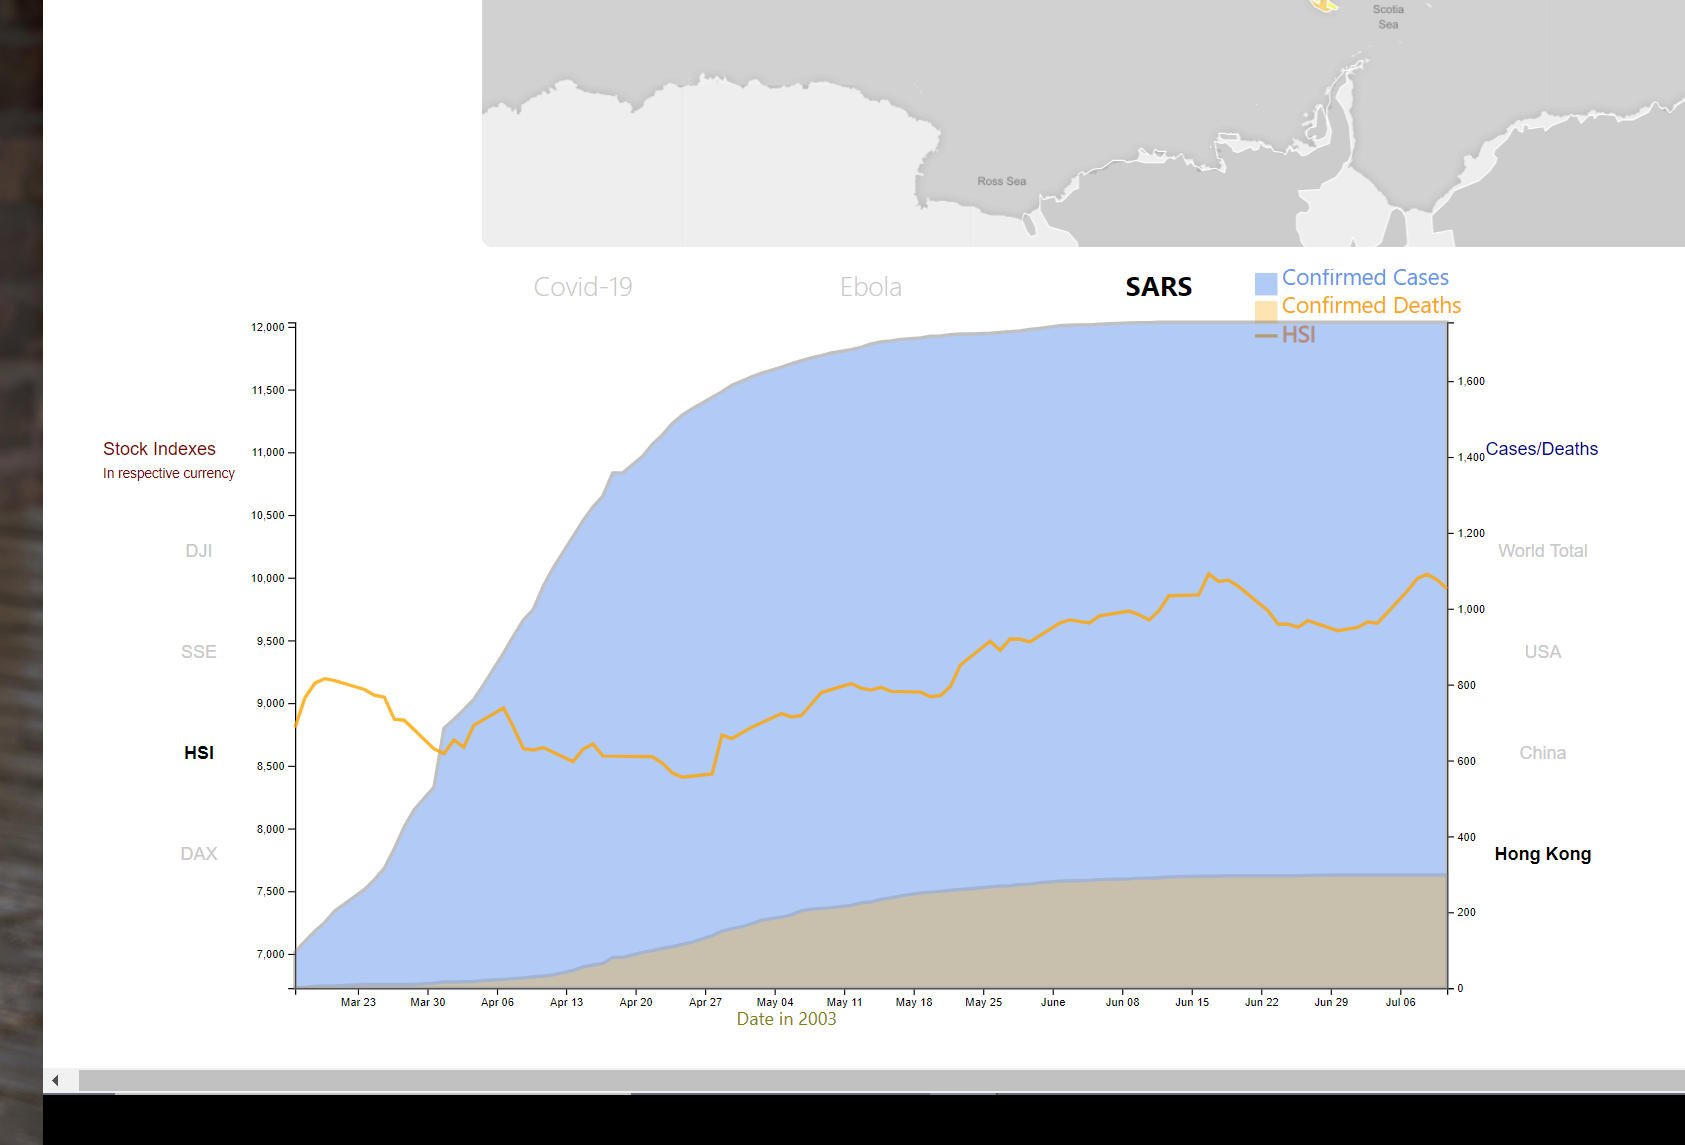 Scotia
Sea
Ross Sea
Covid-19
Ebola
SARS
Confirmed Cases
Confirmed Deaths
HSI
12,000
11,500
11,000
10,500
10,000
9,500
9,000
8,500
8,000
7,500
7,000
Stock Indexes
In respective currency
DJI
SSE
HSI
DAX
1,600
1,400
1,200
1,000
800
600
400
200
0
Cases/Deaths
World Total
USA
China
Hong Kong
Mar 23 Mar 30 Apr 06 Apr 13 Apr 20 Apr 27 May 04 May 11 May 18 May 25 June Jun 08 Jun 15 Jun 22 Jun 29 Jul 06
Date in 2003